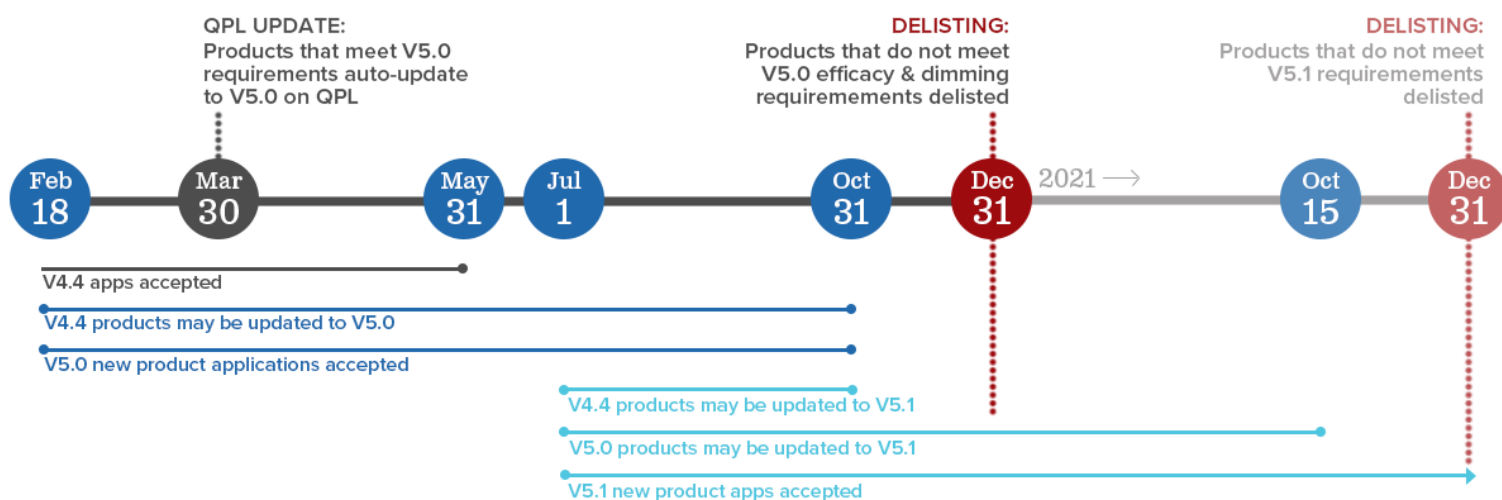 QPL UPDATE:
Products that meet V5.0
requirements auto-update
to V5.0 on QPL
DELISTING:
Products that do not meet
V5.0 efficacy & dimming
requiremements delisted
DELISTING:
Products that do not meet
V5.1 requiremements
delisted
Feb
18
Mar
30
May
31
Jul
1
Oct
31
Dec
31
2021 →
Oct
15
Dec
31
V4.4 apps accepted
V4.4 products may be updated to V5.0
V5.0 new product applications accepted
V4.4 products may be updated to V5.1
V5.0 products may be updated to V5.1
V5.1 new product apps accepted